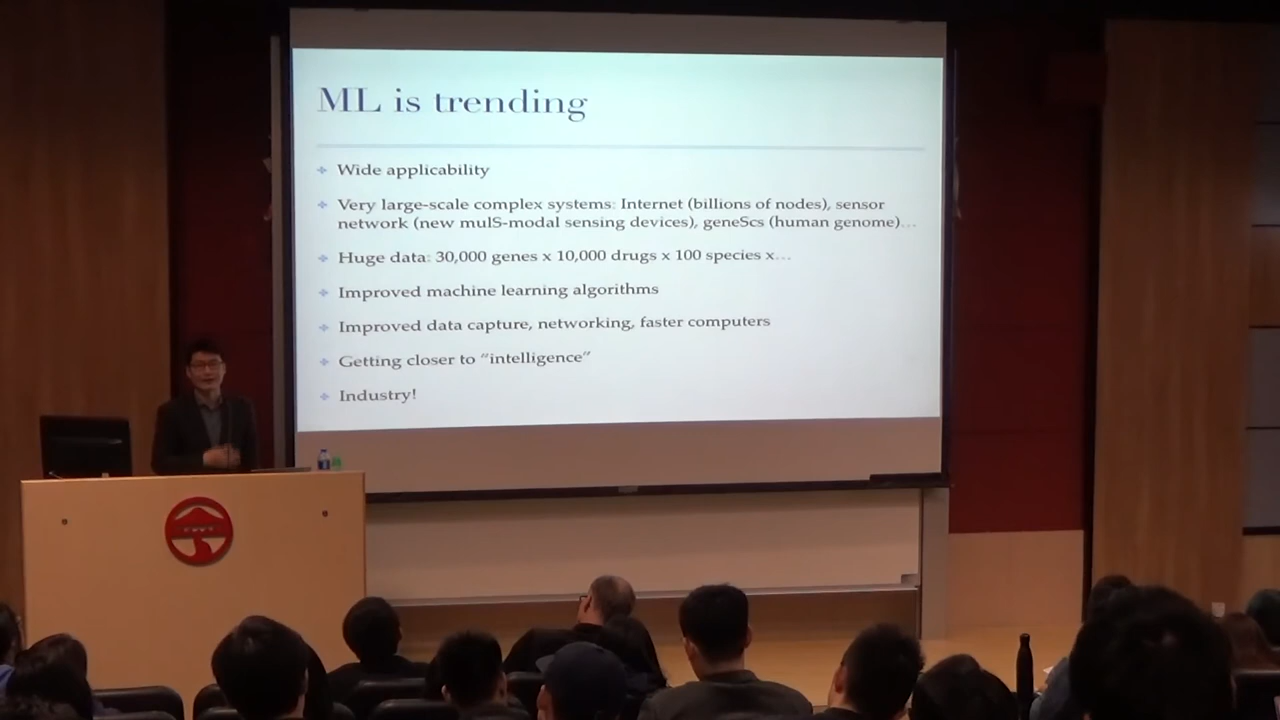 ML is trending
Wide applicability
Very large-scale complex systems: Internet (billions of nodes), sensor
network (new mulS-modal sensing devices), geneScs (human genome)…
Huge data: 30,000 genes x 10,000 drugs x 100 species x…
Improved machine learning algorithms
Improved data capture, networking, faster computers
Getting closer to “intelligence”
Industry!